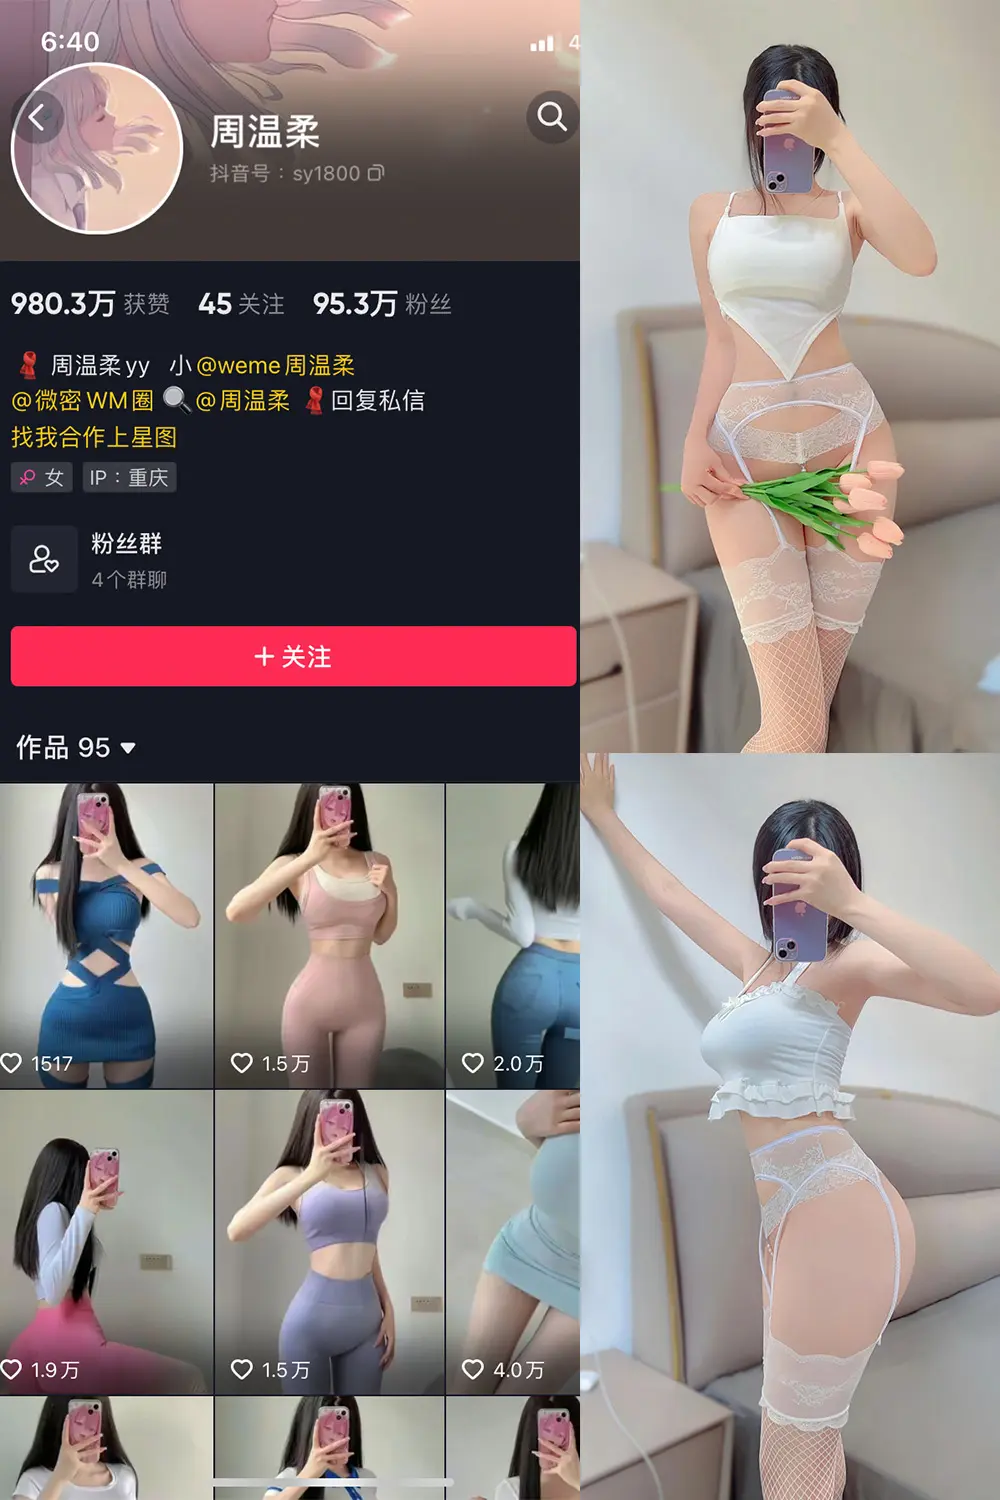 6:40
4
周温柔
抖音号：sy1800
980.3万 获赞 45 关注 95.3万 粉丝
周温柔yy 小@weme周温柔
@微密WM圈 @周温柔 回复私信
找我合作上星图
女 IP：重庆
粉丝群
4个群聊
+ 关注
作品 95
1517 1.5万 2.0万
1.9万 1.5万 4.0万